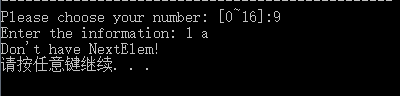 ----------------------------------------------------
Please choose your number: [0~16]:9
Enter the information: 1 a
Don't have NextElem!
请按任意键继续. . .